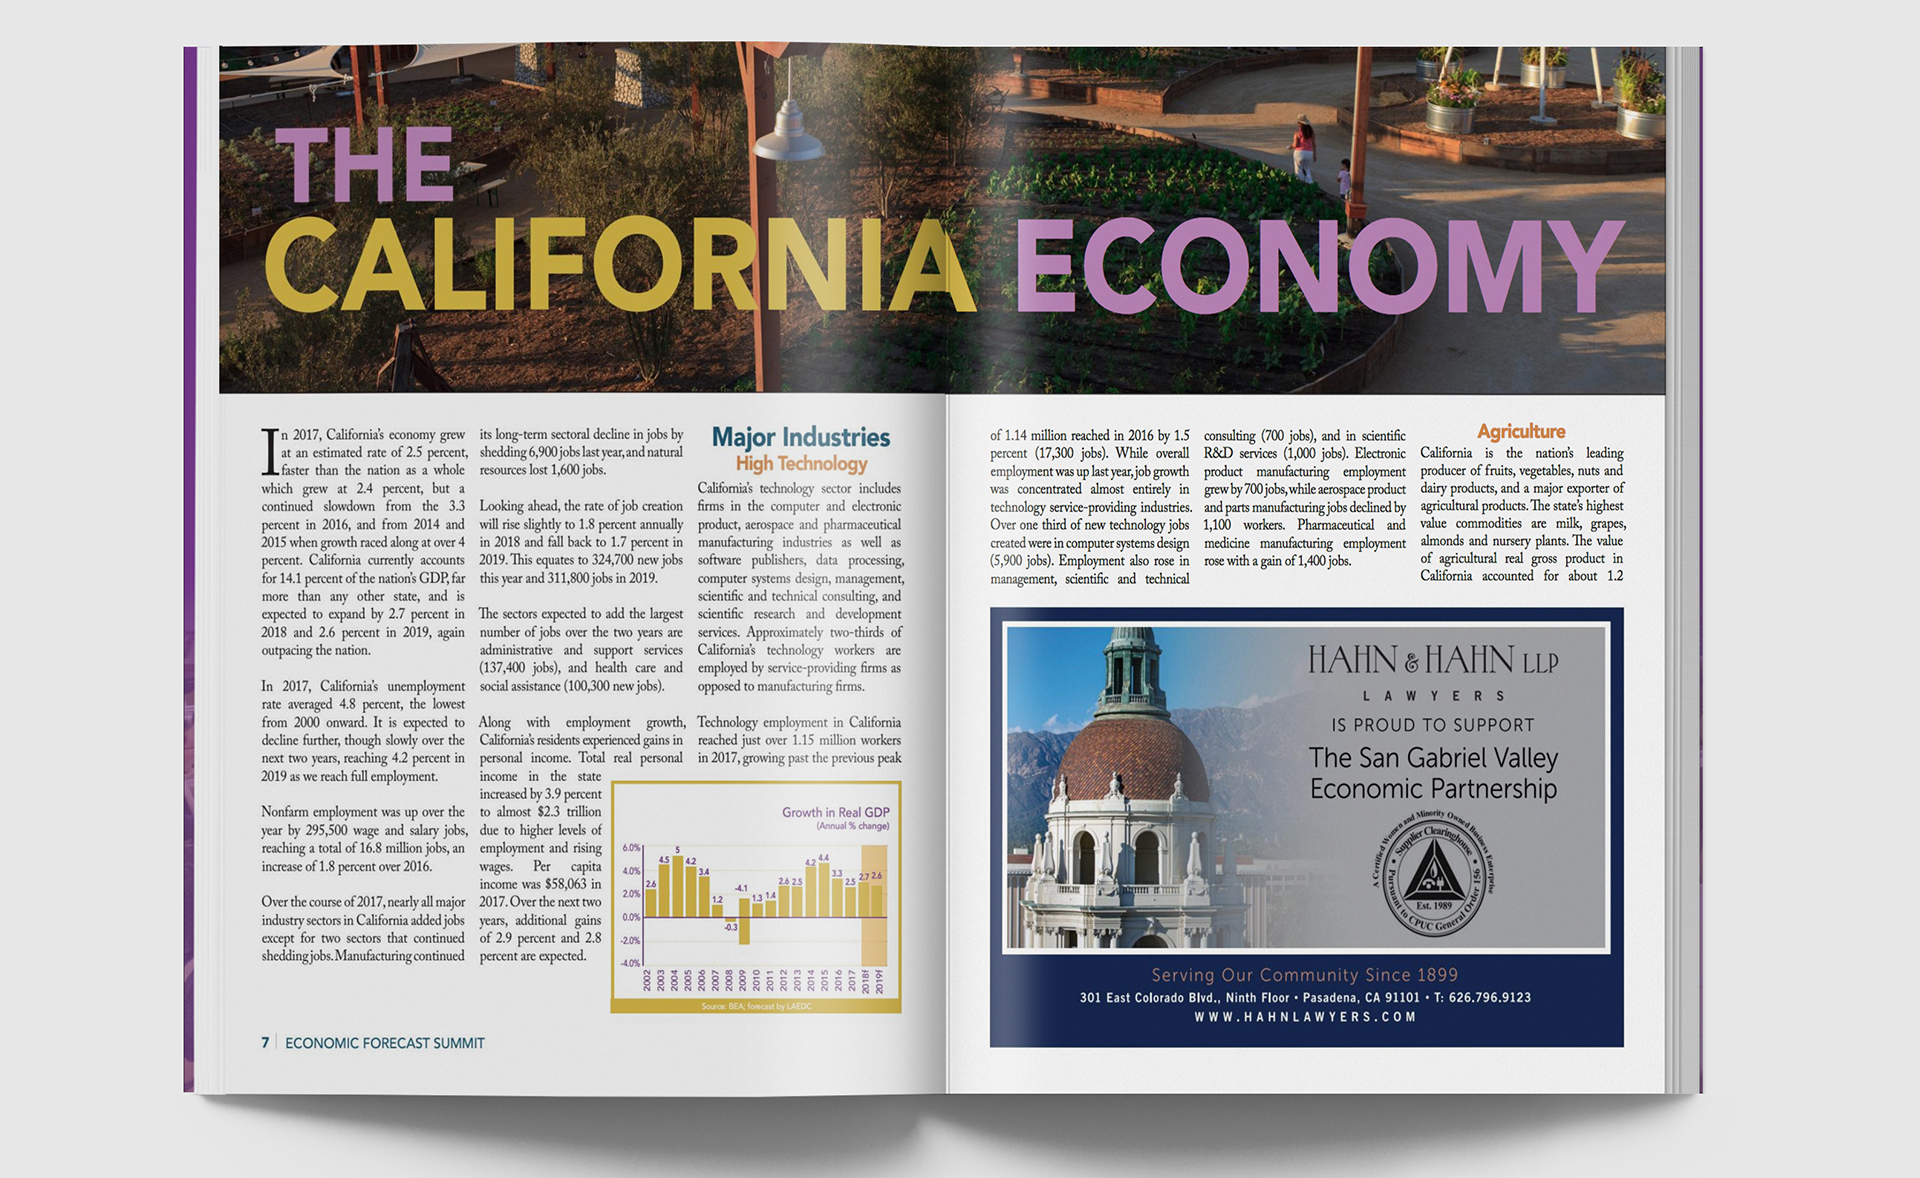 THE
CALIFORNIA ECONOMY
In 2017, California's economy grew
at an estimated rate of 2.5 percent,
faster than the nation as a whole
which grew at 2.4 percent, but a
continued slowdown from the 3.3
percent in 2016, and from 2014 and
2015 when growth raced along at over 4
percent. California currently accounts
for 14.1 percent of the nation's GDP, far
more than any other state, and is
expected to expand by 2.7 percent in
2018 and 2.6 percent in 2019, again
outpacing the nation.
In 2017, California's unemployment
rate averaged 4.8 percent, the lowest
from 2000 onward. It is expected to
decline further, though slowly over the
next two years, reaching 4.2 percent in
2019 as we reach full employment.
Nonfarm employment was up over the
year by 295,500 wage and salary jobs,
reaching a total of 16.8 million jobs, an
increase of 1.8 percent over 2016.
Over the course of 2017, nearly all major
industry sectors in California added jobs
except for two sectors that continued
shedding jobs. Manufacturing continued
its long-term sectoral decline in jobs by
shedding 6,900 jobs last year, and natural
resources lost 1,600 jobs.
Looking ahead, the rate of job creation
will rise slightly to 1.8 percent annually
in 2018 and fall back to 1.7 percent in
2019. This equates to 324,700 new jobs
this year and 311,800 jobs in 2019.
The sectors expected to add the largest
number of jobs over the two years are
administrative and support services
(137,400 jobs), and health care and
social assistance (100,300 new jobs).
Along with employment growth,
California's residents experienced gains in
personal income. Total real personal
income in the state
increased by 3.9 percent
to almost $2.3 trillion
due to higher levels of
employment and rising
wages. Per capita
income was $58,063 in
2017. Over the next two
years, additional gains
of 2.9 percent and 2.8
percent are expected.
Major Industries
High Technology
California's technology sector includes
firms in the computer and electronic
product, aerospace and pharmaceutical
manufacturing industries as well as
software publishers, data processing,
computer systems design, management,
scientific and technical consulting, and
scientific research and development
services. Approximately two-thirds of
California's technology workers are
employed by service-providing firms as
opposed to manufacturing firms.
Technology employment in California
reached just over 1.15 million workers
in 2017, growing past the previous peak
Growth in Real GDP
(Annual % change)
6.0%
4.0%
2.0%
0.0%
-2.0%
-4.0%
2.6 4.5 5 4.2 3.4 1.2 -0.3 -4.1 1.3 1.4 2.6 2.5 4.2 4.4 3.3 2.5 2.7 2.6
2002 2003 2004 2005 2006 2007 2008 2009 2010 2011 2012 2013 2014 2015 2016 2017 2018f 2019f
Source: BEA; forecast by LAEDC
7 | ECONOMIC FORECAST SUMMIT
of 1.14 million reached in 2016 by 1.5
percent (17,300 jobs). While overall
employment was up last year, job growth
was concentrated almost entirely in
technology service-providing industries.
Over one third of new technology jobs
created were in computer systems design
(5,900 jobs). Employment also rose in
management, scientific and technical
consulting (700 jobs), and in scientific
R&D services (1,000 jobs). Electronic
product manufacturing employment
grew by 700 jobs, while aerospace product
and parts manufacturing jobs declined by
1,100 workers. Pharmaceutical and
medicine manufacturing employment
rose with a gain of 1,400 jobs.
Agriculture
California is the nation's leading
producer of fruits, vegetables, nuts and
dairy products, and a major exporter of
agricultural products. The state's highest
value commodities are milk, grapes,
almonds and nursery plants. The value
of agricultural real gross product in
California accounted for about 1.2
HAHN & HAHN LLP
LAWYERS
IS PROUD TO SUPPORT
The San Gabriel Valley
Economic Partnership
A Certified Women and Minority Owned Business Enterprise
Supplier Clearinghouse
Est. 1989
Pursuant to CPUC General Order 156
Serving Our Community Since 1899
301 East Colorado Blvd., Ninth Floor • Pasadena, CA 91101 • T: 626.796.9123
WWW.HAHNLAWYERS.COM